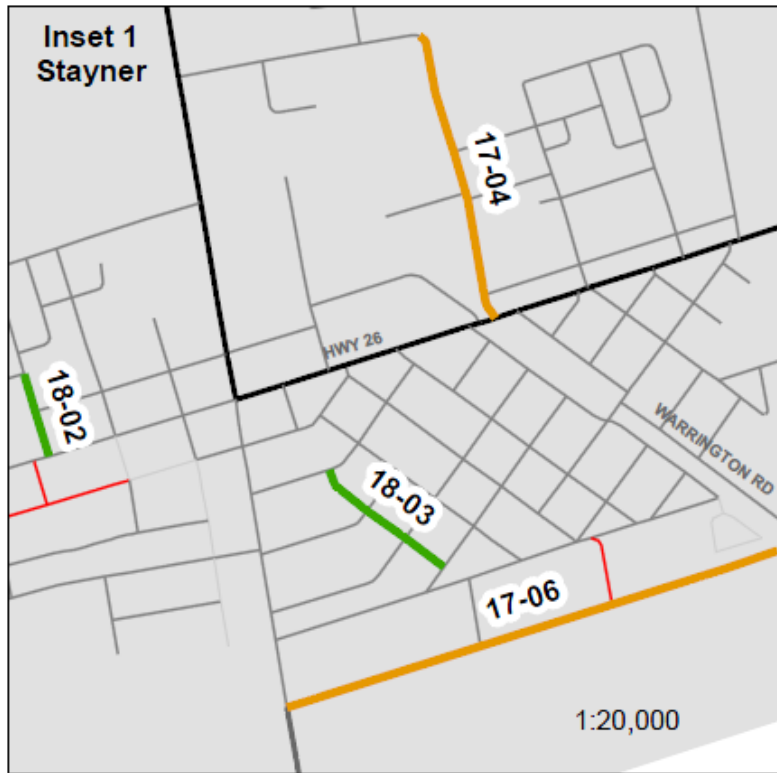 Inset 1
Stayner
17-04
HWY 26
18-02
WARRINGTON RD
18-03
17-06
1:20,000